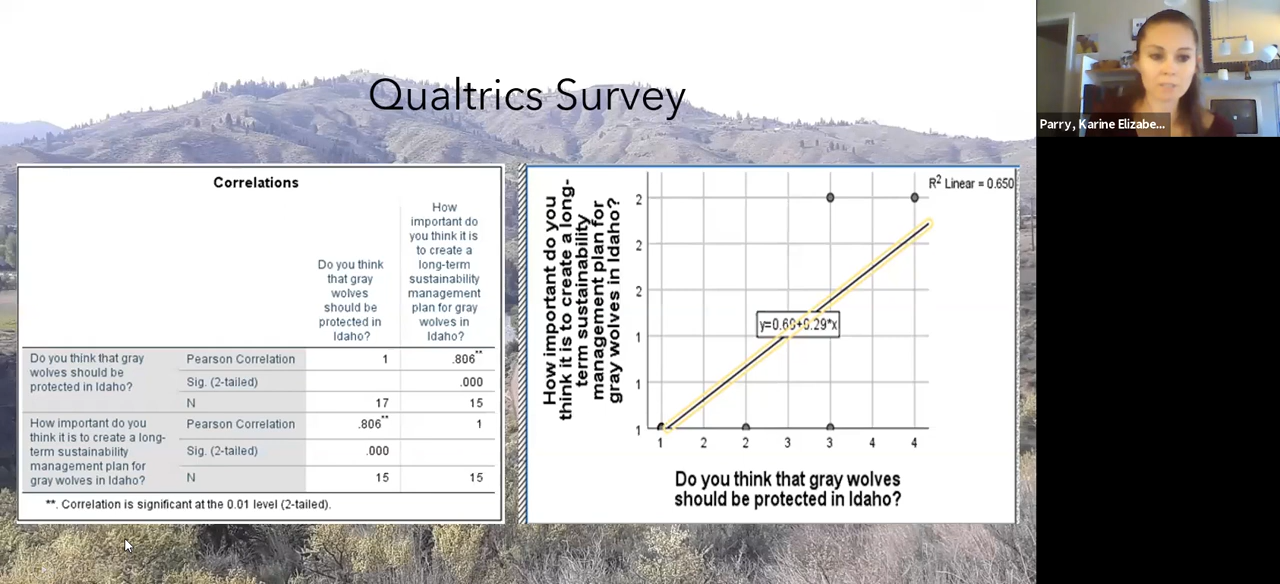 Qualtrics Survey
Parry, Karine Elizabe...
Correlations
Do you think
that gray
wolves
should be
protected in
Idaho?
How
important do
you think it is
to create a
long-term
sustainability
management
plan for gray
wolves in
Idaho?
Do you think that gray
wolves should be
protected in Idaho?
Pearson Correlation 1 .806**
Sig. (2-tailed) .000
N 17 15
How important do you
think it is to create a long-
term sustainability
management plan for
gray wolves in Idaho?
Pearson Correlation .806** 1
Sig. (2-tailed) .000
N 15 15
**. Correlation is significant at the 0.01 level (2-tailed).
How important do you
think it is to create a long-
term sustainability
management plan for
gray wolves in Idaho?
R2 Linear = 0.650
2
2
2
1
1
1
1 2 2 3 3 4 4
Do you think that gray wolves
should be protected in Idaho?